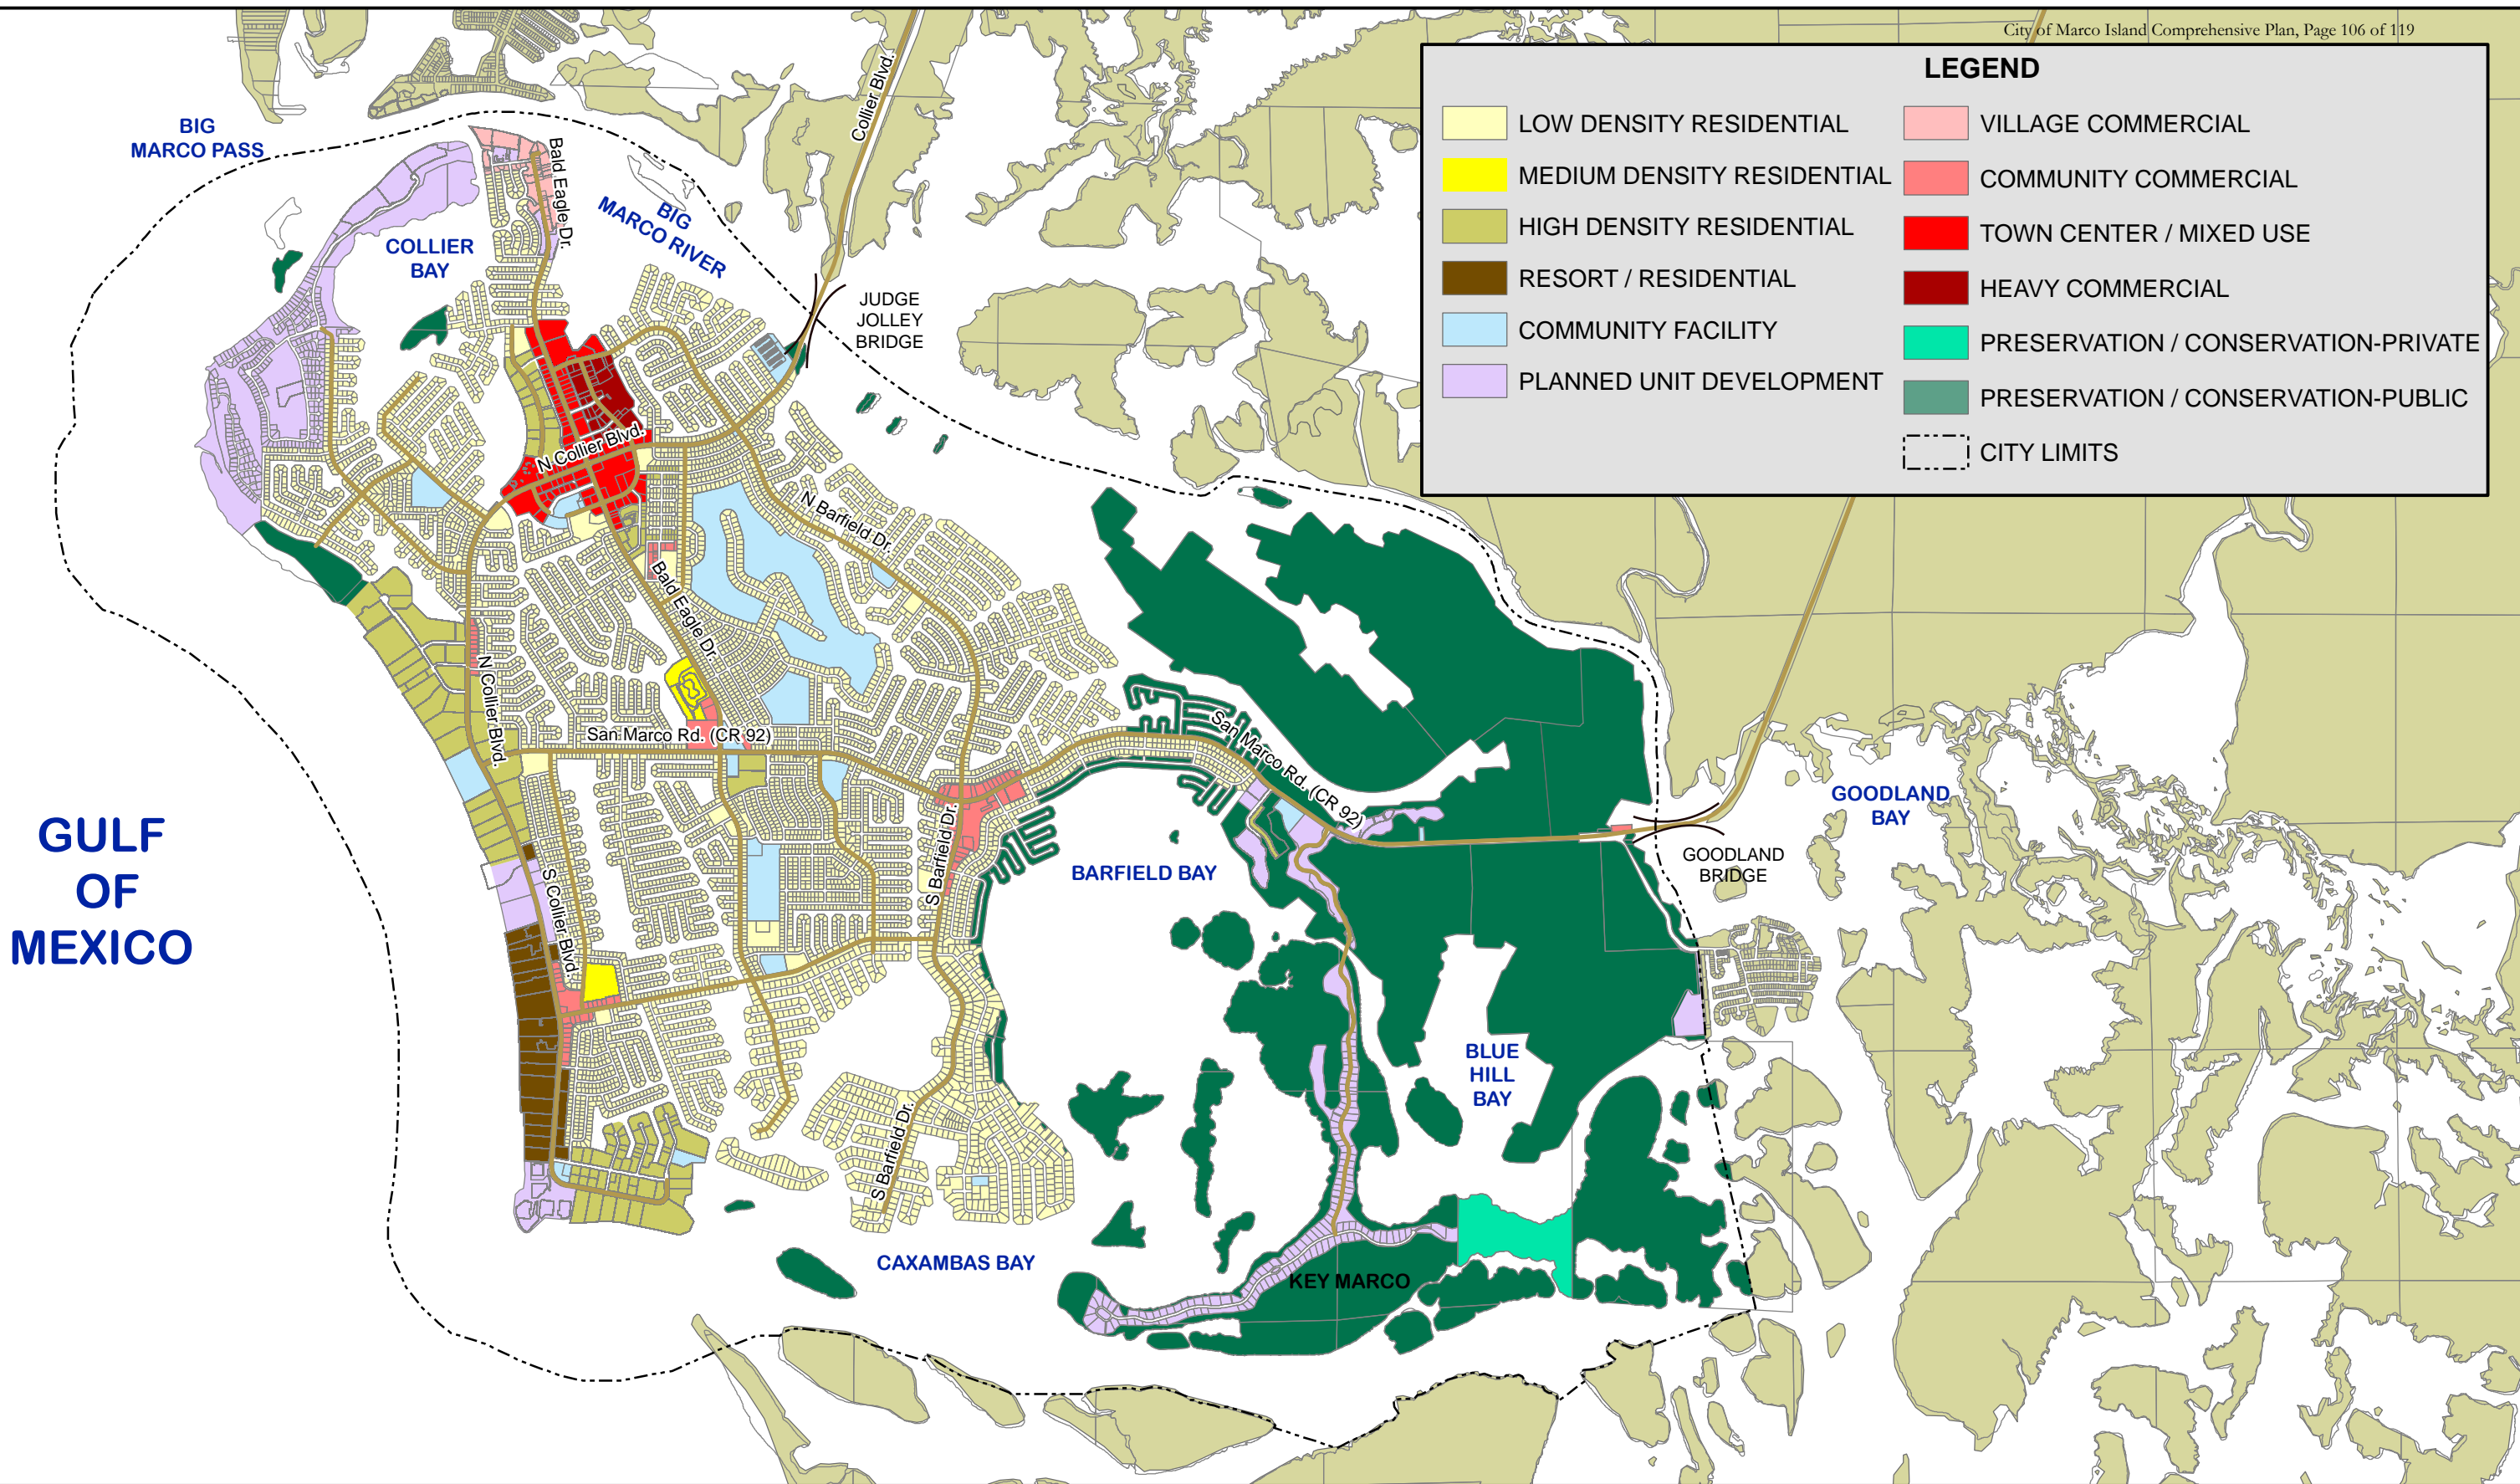 City of Marco Island Comprehensive Plan, Page 106 of 119
LEGEND
LOW DENSITY RESIDENTIAL
MEDIUM DENSITY RESIDENTIAL
HIGH DENSITY RESIDENTIAL
RESORT / RESIDENTIAL
COMMUNITY FACILITY
PLANNED UNIT DEVELOPMENT
VILLAGE COMMERCIAL
COMMUNITY COMMERCIAL
TOWN CENTER / MIXED USE
HEAVY COMMERCIAL
PRESERVATION / CONSERVATION-PRIVATE
PRESERVATION / CONSERVATION-PUBLIC
CITY LIMITS
Collier Blvd.
BIG
MARCO PASS
Bald Eagle Dr.
BIG
MARCO RIVER
COLLIER
BAY
JUDGE
JOLLEY
BRIDGE
N Collier Blvd.
N Barfield Dr.
Bald Eagle Dr.
N Collier Blvd.
San Marco Rd. (CR 92)
San Marco Rd. (CR 92)
GULF
OF
MEXICO
S Barfield Dr.
S Collier Blvd.
BARFIELD BAY
GOODLAND
BAY
GOODLAND
BRIDGE
BLUE
HILL
BAY
S Barfield Dr.
CAXAMBAS BAY
KEY MARCO